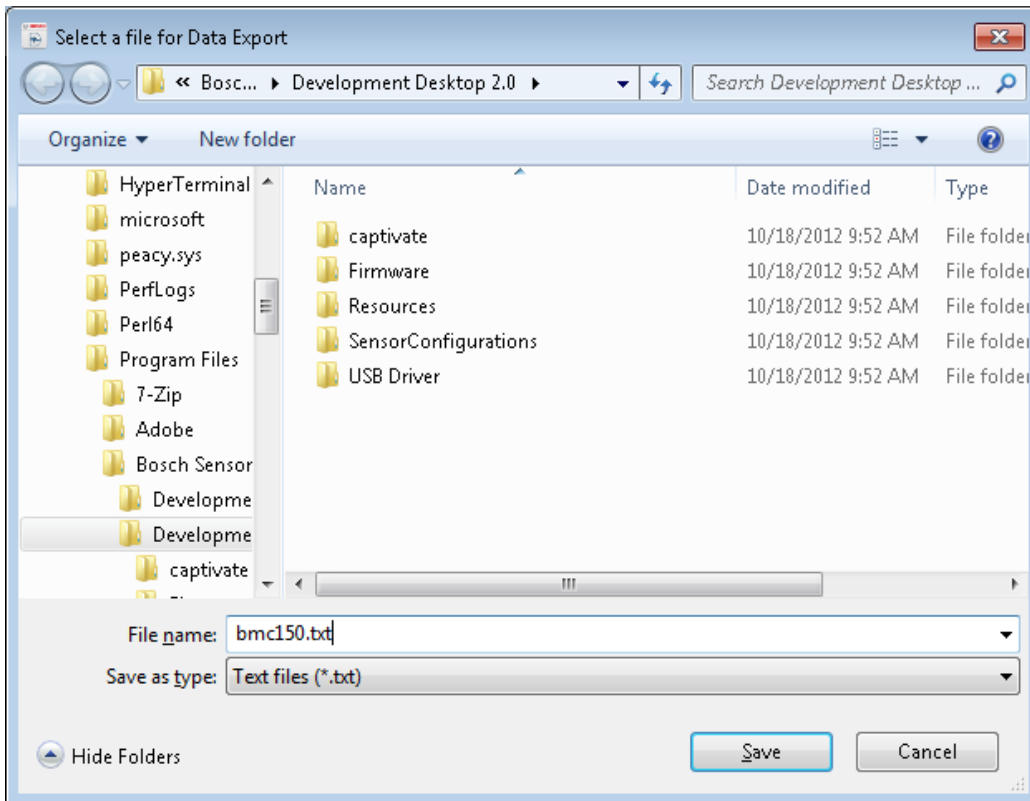 Select a file for Data Export
« Bosc... ▸ Development Desktop 2.0 ▸ Search Development Desktop ...
Organize ▾ New folder
Name Date modified Type
HyperTerminal
microsoft
peacy.sys
PerfLogs
Perl64
Program Files
7-Zip
Adobe
Bosch Sensor
Developme
Developme
captivate
captivate 10/18/2012 9:52 AM File folder
Firmware 10/18/2012 9:52 AM File folder
Resources 10/18/2012 9:52 AM File folder
SensorConfigurations 10/18/2012 9:52 AM File folder
USB Driver 10/18/2012 9:52 AM File folder
File name: bmc150.txt
Save as type: Text files (*.txt)
Hide Folders Save Cancel